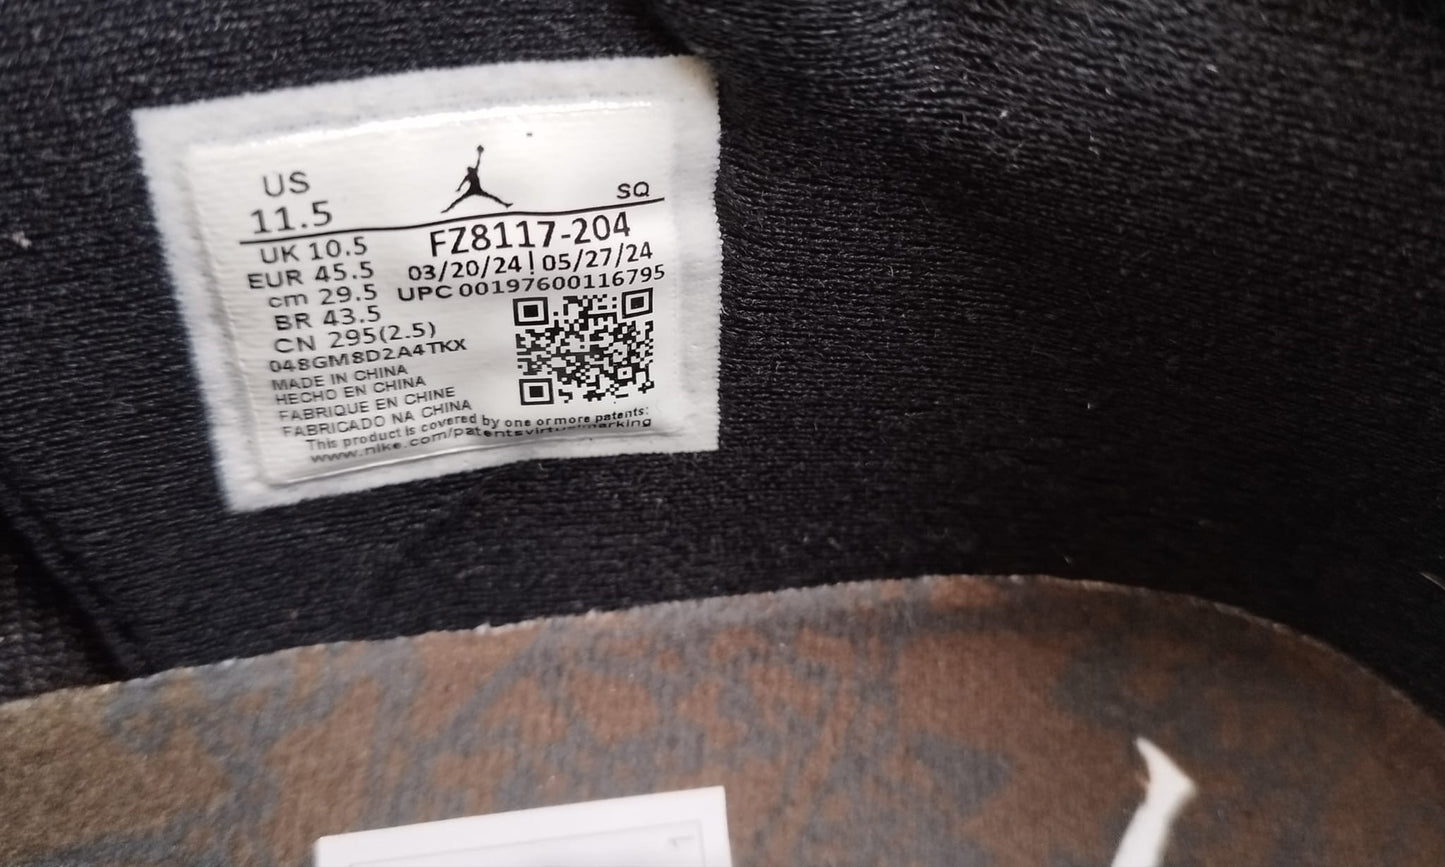 US
11.5
SQ
UK 10.5
FZ8117-204
EUR 45.5
03/20/24 | 05/27/24
cm 29.5
UPC 00197600116795
BR 43.5
CN 295(2.5)
048GM8D2A4TKX
MADE IN CHINA
HECHO EN CHINA
FABRIQUE EN CHINE
FABRICADO NA CHINA
This product is covered by one or more patents:
www.nike.com/patentsvirtualmarking